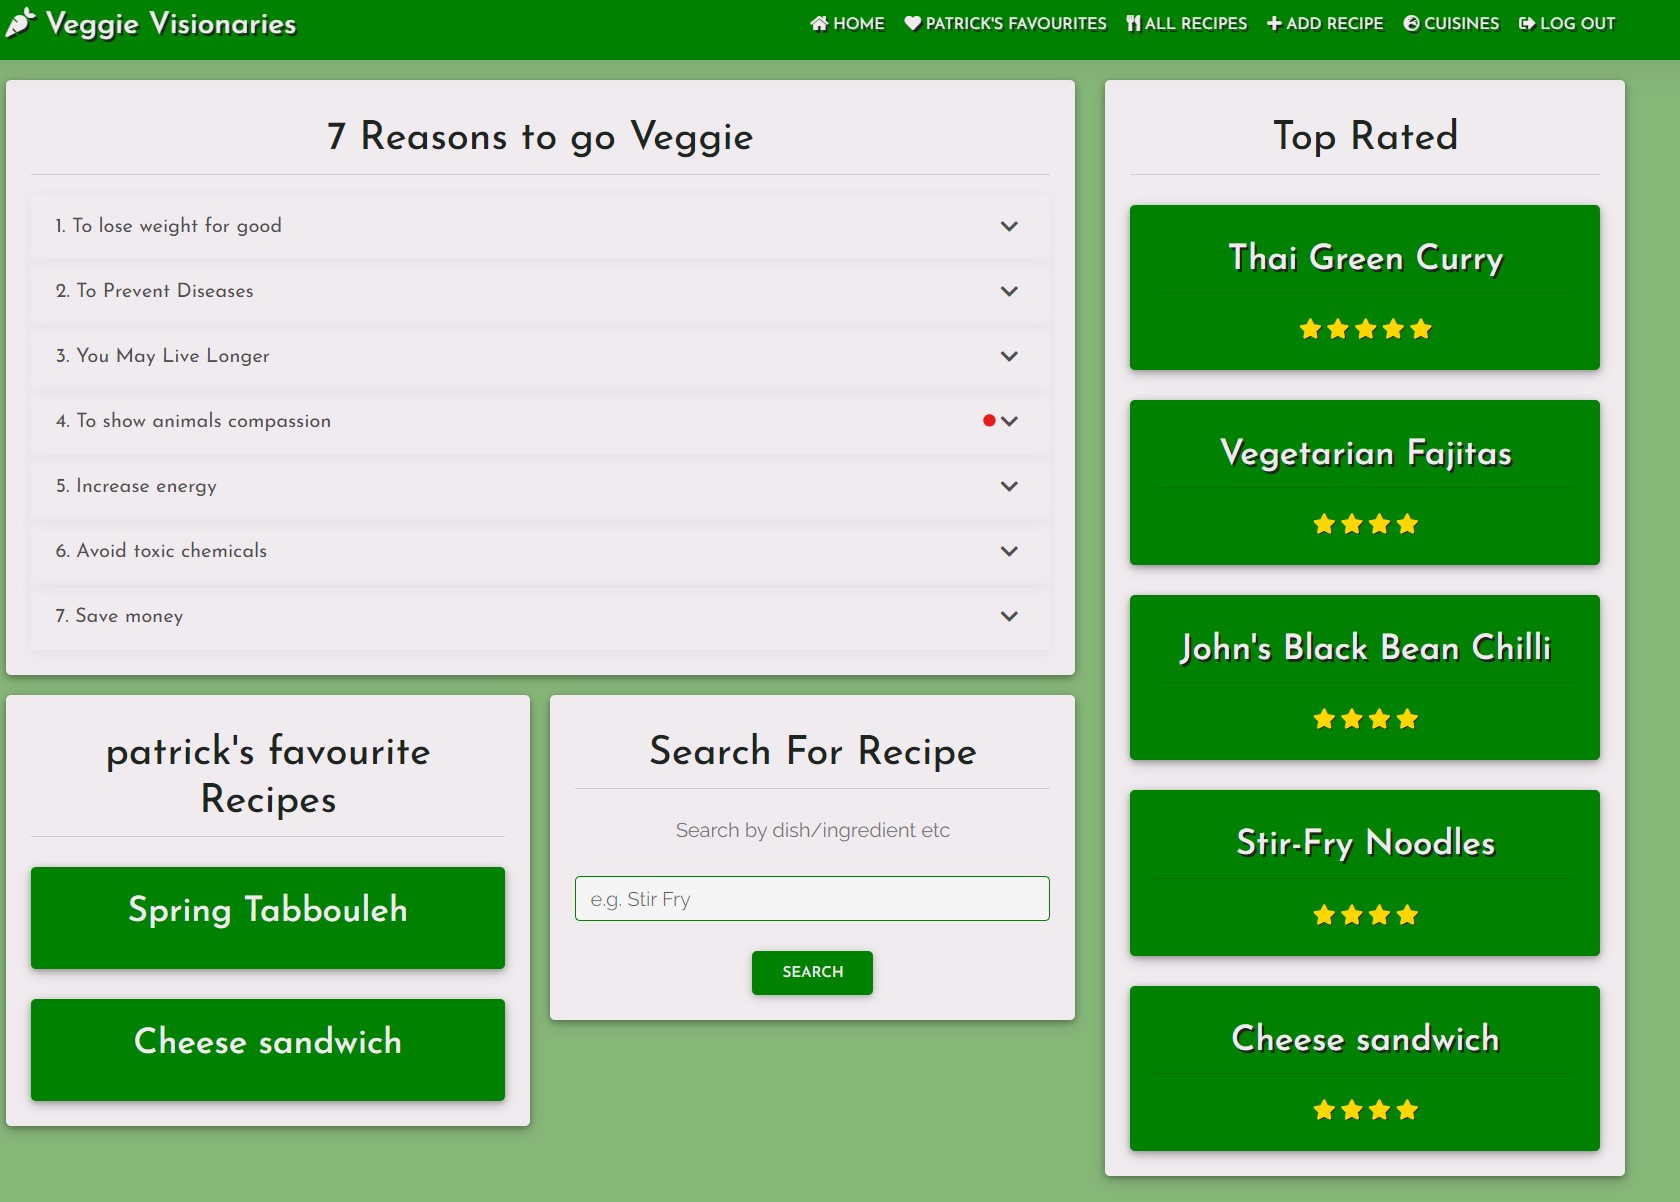 Veggie Visionaries
HOME PATRICK'S FAVOURITES ALL RECIPES ADD RECIPE CUISINES LOG OUT
7 Reasons to go Veggie
1. To lose weight for good
2. To Prevent Diseases
3. You May Live Longer
4. To show animals compassion
5. Increase energy
6. Avoid toxic chemicals
7. Save money
patrick's favourite
Recipes
Spring Tabbouleh
Cheese sandwich
Search For Recipe
Search by dish/ingredient etc
e.g. Stir Fry
SEARCH
Top Rated
Thai Green Curry
Vegetarian Fajitas
John's Black Bean Chilli
Stir-Fry Noodles
Cheese sandwich